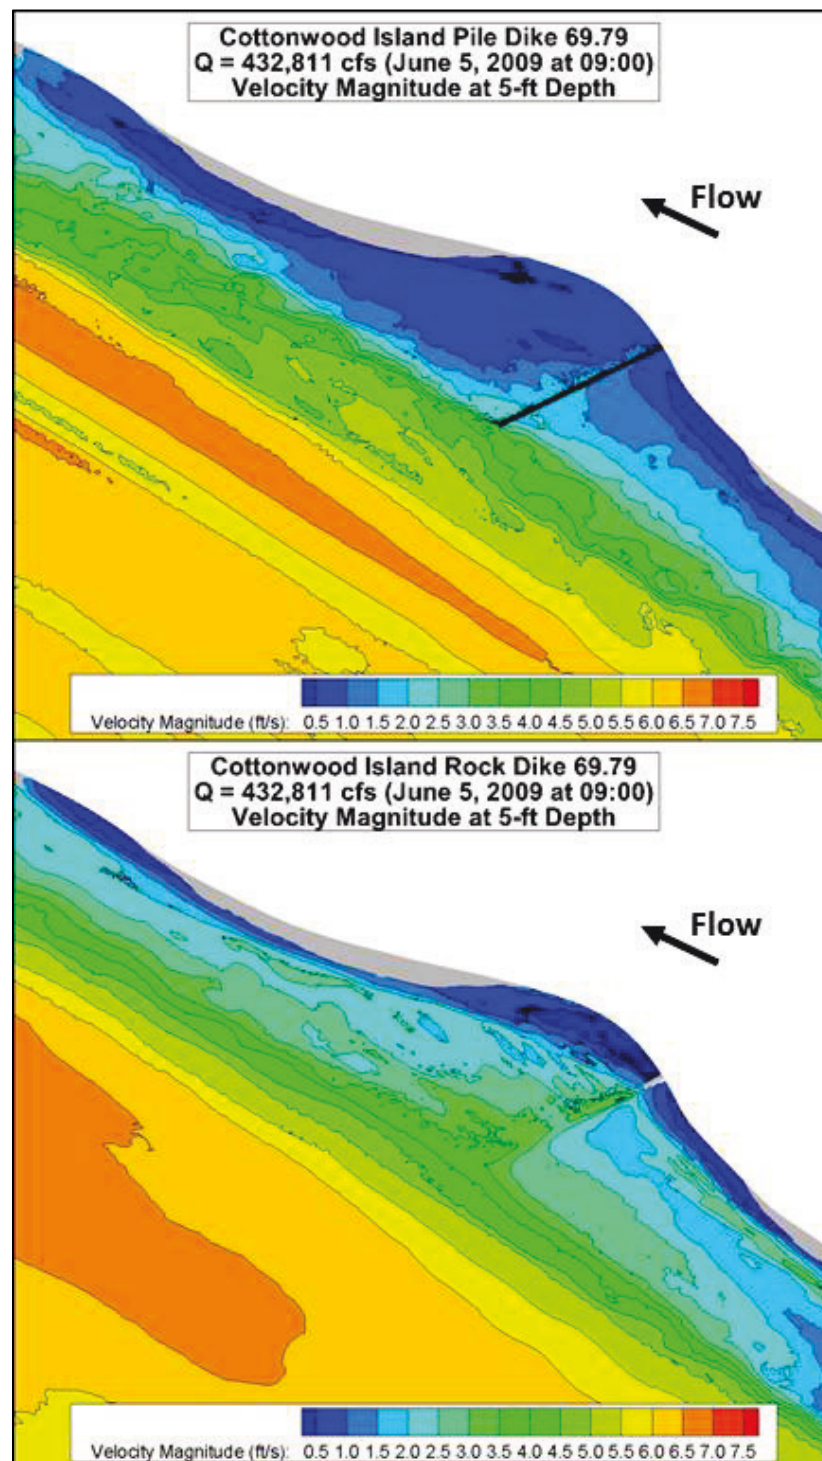 Cottonwood Island Pile Dike 69.79
Q = 432,811 cfs (June 5, 2009 at 09:00)
Velocity Magnitude at 5-ft Depth
Flow
Velocity Magnitude (ft/s): 0.5 1.0 1.5 2.0 2.5 3.0 3.5 4.0 4.5 5.0 5.5 6.0 6.5 7.0 7.5
Cottonwood Island Rock Dike 69.79
Q = 432,811 cfs (June 5, 2009 at 09:00)
Velocity Magnitude at 5-ft Depth
Flow
Velocity Magnitude (ft/s): 0.5 1.0 1.5 2.0 2.5 3.0 3.5 4.0 4.5 5.0 5.5 6.0 6.5 7.0 7.5